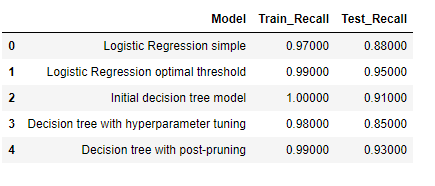 Model Train_Recall Test_Recall
0 Logistic Regression simple 0.97000 0.88000
1 Logistic Regression optimal threshold 0.99000 0.95000
2 Initial decision tree model 1.00000 0.91000
3 Decision tree with hyperparameter tuning 0.98000 0.85000
4 Decision tree with post-pruning 0.99000 0.93000